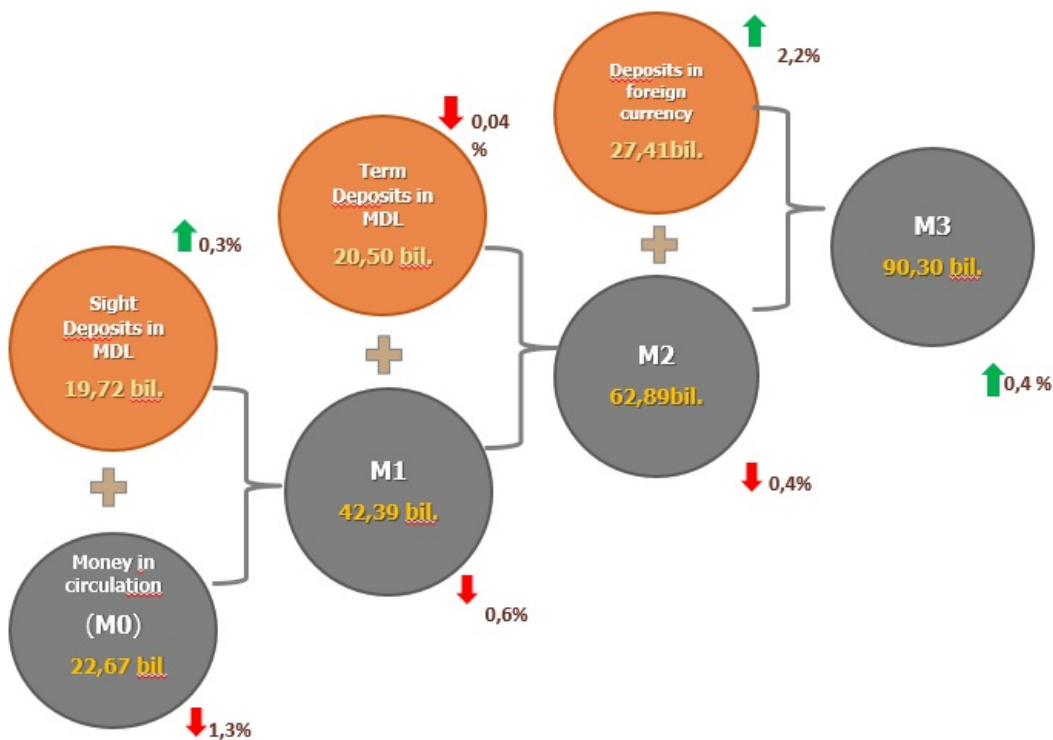 Sight
Deposits in
MDL
19,72 bil.
0,3%
Money in
circulation
(M0)
22,67 bil
1,3%
Term
Deposits in
MDL
20,50 bil.
0,04
%
M1
42,39 bil.
0,6%
Deposits in
foreign
currency
27,41bil.
2,2%
M2
62,89bil.
0,4%
M3
90,30 bil.
0,4 %